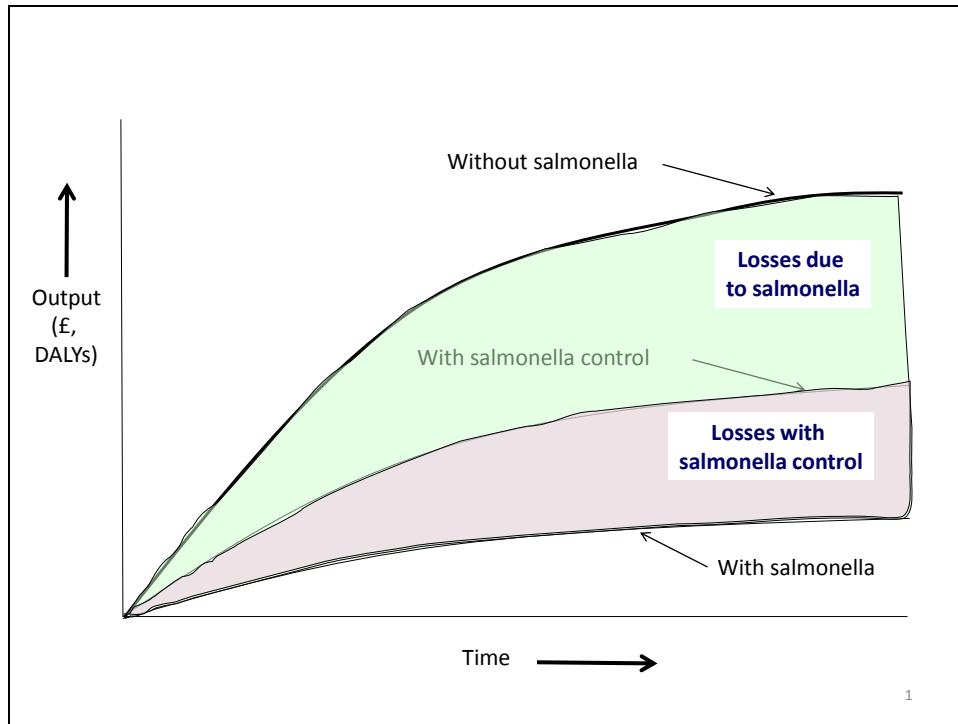 Without salmonella
Losses due
to salmonella
Output
(£,
DALYs)
With salmonella control
Losses with
salmonella control
With salmonella
Time
1